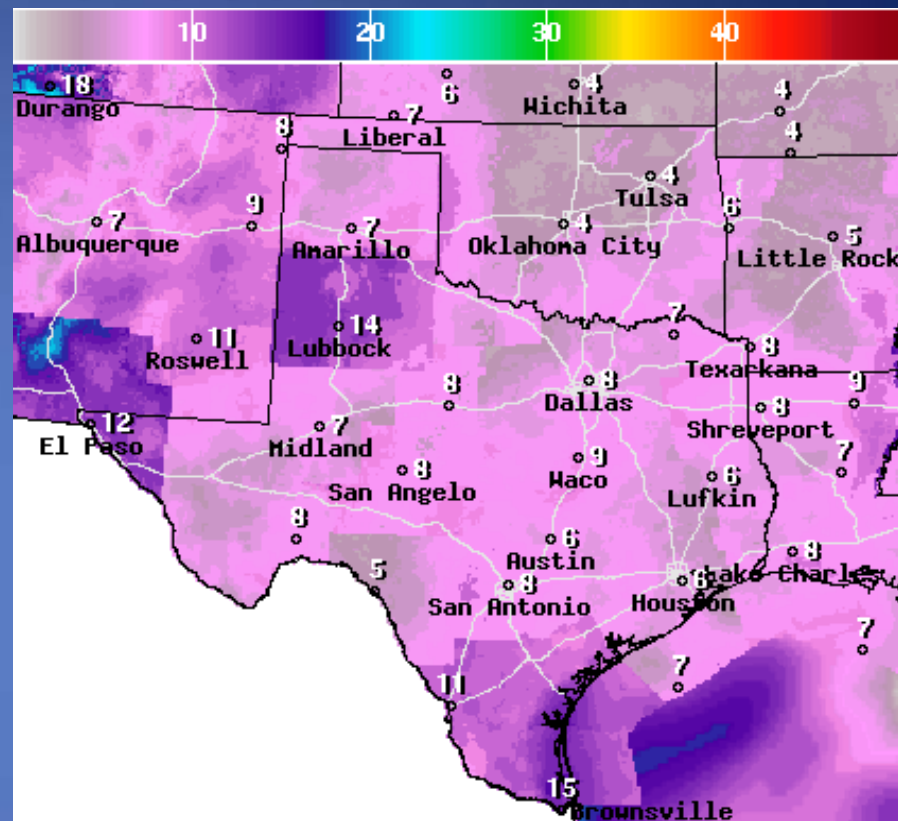 10 20 30 40
18
Durango
6
7
Liberal
4
Wichita
4
4
8
4
Tulsa
7
Albuquerque
9
7
Amarillo
4
Oklahoma City
6
5
Little Rock
11
Roswell
14
Lubbock
7
8
Texarkana
12
El Paso
7
Midland
8
8
Dallas
8
Shreveport
9
8
San Angelo
9
Waco
6
Lufkin
7
8
5
6
Austin
8
San Antonio
6
Houston
8
Lake Charles
11
7
7
15
Brownsville